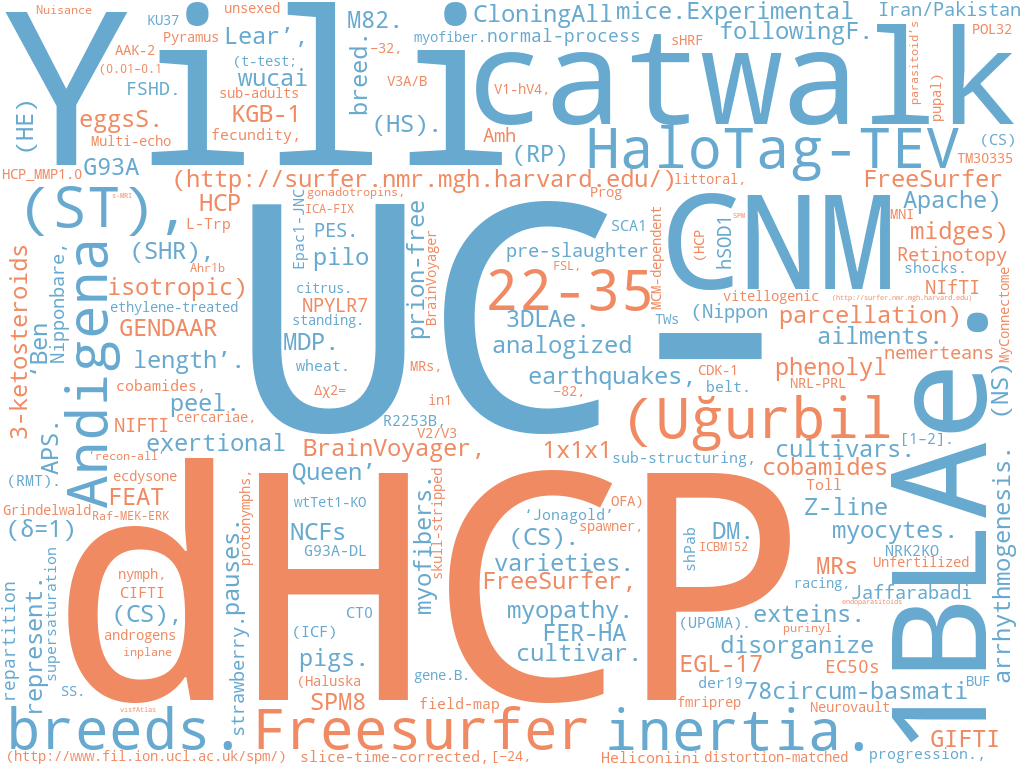 Nuisance
unsexed
KU37
M82.
CloningAll
mice.Experimental
Iran/Pakistan
Yili
catwalk
Pyramus
Lear’,
−32,
myofiber.normal-process
sHRF
followingF.
POL32
AAK-2
(t-test;
breed.
parasitoid's
(0.01–0.1
wucai
V3A/B
V1-hV4,
pupal)
FSHD.
sub-adults
(HE)
eggsS.
KGB-1
(HS).
Amh
HaloTag-TEV
(CS)
Multi-echo
fecundity,
(RP)
TM30335
HCP_MMP1.0
G93A
(http://surfer.nmr.mgh.harvard.edu/)
littoral,
FreeSurfer
s-MRI
gonadotropins,
Prog
(ST),
HCP
Epac1-JNC
ICA-FIX
prion-free
UC
CNM
-
SPM
MNI
Apache)
L-Trp
PES.
SCA1
MCM-dependent
(HCP
hSOD1
midges)
(SHR),
pilo
BrainVoyager
pre-slaughter
Retinotopy
3-ketosteroids
Nipponbare,
Andigena
Ahr1b
FSL,
shocks.
isotropic)
citrus.
22-35
vitellogenic
(http://surfer.nmr.mgh.harvard.edu)
NIFTI
ethylene-treated
NPYLR7
3DLAe.
TWs
(Nippon
parcellation)
MyConnectome
‘Ben
GENDAAR
standing.
MDP.
analogized
ailments.
length’.
wheat.
MRs,
earthquakes,
CDK-1
phenolyl
nemerteans
cobamides,
Δχ2=
in1
−82,
belt.
NRL-PRL
(NS)
peel.
cercariae,
R2253B,
(Uğurbil
1BLAe.
NIFTI
V2/V3
APS.
exertional
BrainVoyager,
1x1x1
cultivars.
[1–2].
‘recon-all’
sub-structuring,
(RMT).
ecdysone
Queen’
skull-stripped
cobamides
FEAT
protonymphs,
wtTet1-KO
myofibers.
OFA)
Toll
arrhythmogenesis.
Grindelwald
Raf-MEK-ERK
dHCP
‘Jonagold’
spawner,
Z-line
(δ=1)
NCFs
(CS).
shPab
DM.
myocytes.
pauses.
G93A-DL
ICBM152
NRK2KO
supersaturation
varieties.
MRs
Unfertilized
nymph,
FreeSurfer,
racing,
repartition
represent.
CIFTI
Jaffarabadi
(CS),
CTO
myopathy.
exteins.
endoparasitoids
androgens
(ICF)
FER-HA
(UPGMA).
purinyl
inplane
strawberry.
pigs.
cultivar.
disorganize
(Haluska
gene.B.
EGL-17
EC50s
SS.
SPM8
der19
78circum-basmati
BUF
visfAtlas
field-map
fmriprep
Neurovault
breeds.
Freesurfer
inertia.
GIFTI
(http://www.fil.ion.ucl.ac.uk/spm/)
slice-time-corrected,
[−24,
Heliconiini
distortion-matched
progression.,